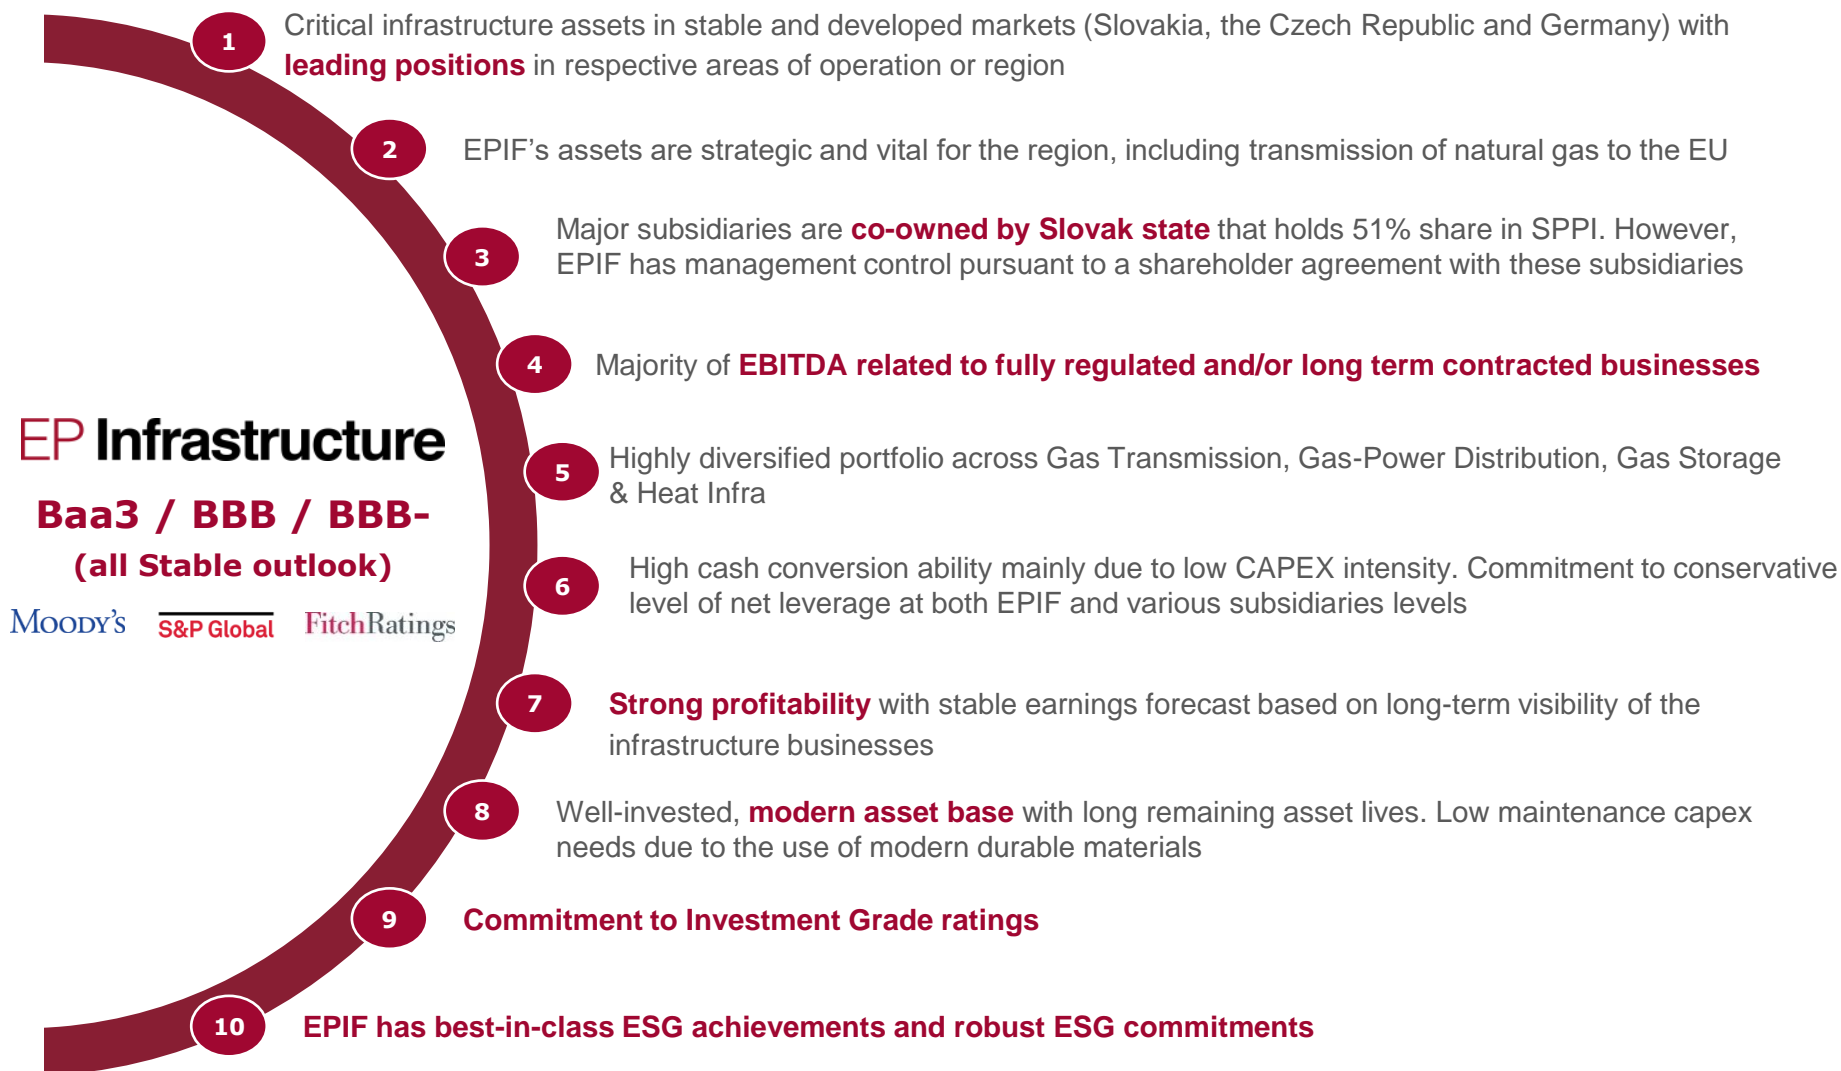 1
Critical infrastructure assets in stable and developed markets (Slovakia, the Czech Republic and Germany) with
leading positions in respective areas of operation or region
2
EPIF’s assets are strategic and vital for the region, including transmission of natural gas to the EU
3
Major subsidiaries are co-owned by Slovak state that holds 51% share in SPPI. However,
EPIF has management control pursuant to a shareholder agreement with these subsidiaries
4
Majority of EBITDA related to fully regulated and/or long term contracted businesses
EP Infrastructure
Baa3 / BBB / BBB-
(all Stable outlook)
Moody’s S&P Global FitchRatings
5
Highly diversified portfolio across Gas Transmission, Gas-Power Distribution, Gas Storage
& Heat Infra
6
High cash conversion ability mainly due to low CAPEX intensity. Commitment to conservative
level of net leverage at both EPIF and various subsidiaries levels
7
Strong profitability with stable earnings forecast based on long-term visibility of the
infrastructure businesses
8
Well-invested, modern asset base with long remaining asset lives. Low maintenance capex
needs due to the use of modern durable materials
9
Commitment to Investment Grade ratings
10
EPIF has best-in-class ESG achievements and robust ESG commitments